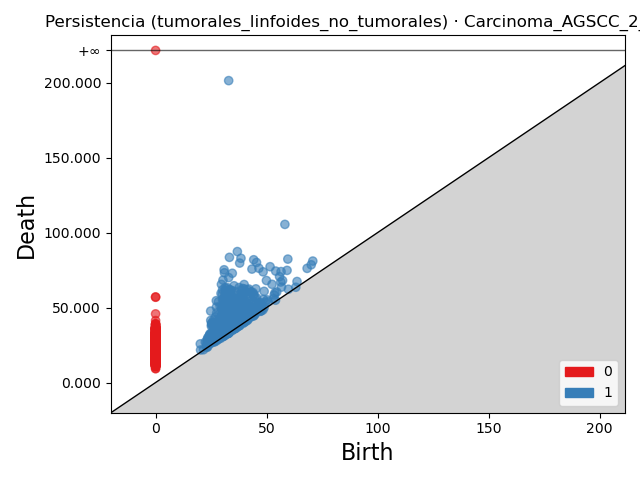 Persistencia (tumorales_linfoides_no_tumorales) · Carcinoma_AGSCC_2_
+∞
200.000
150.000
100.000
50.000
0.000
Death
0
1
0 50 100 150 200
Birth